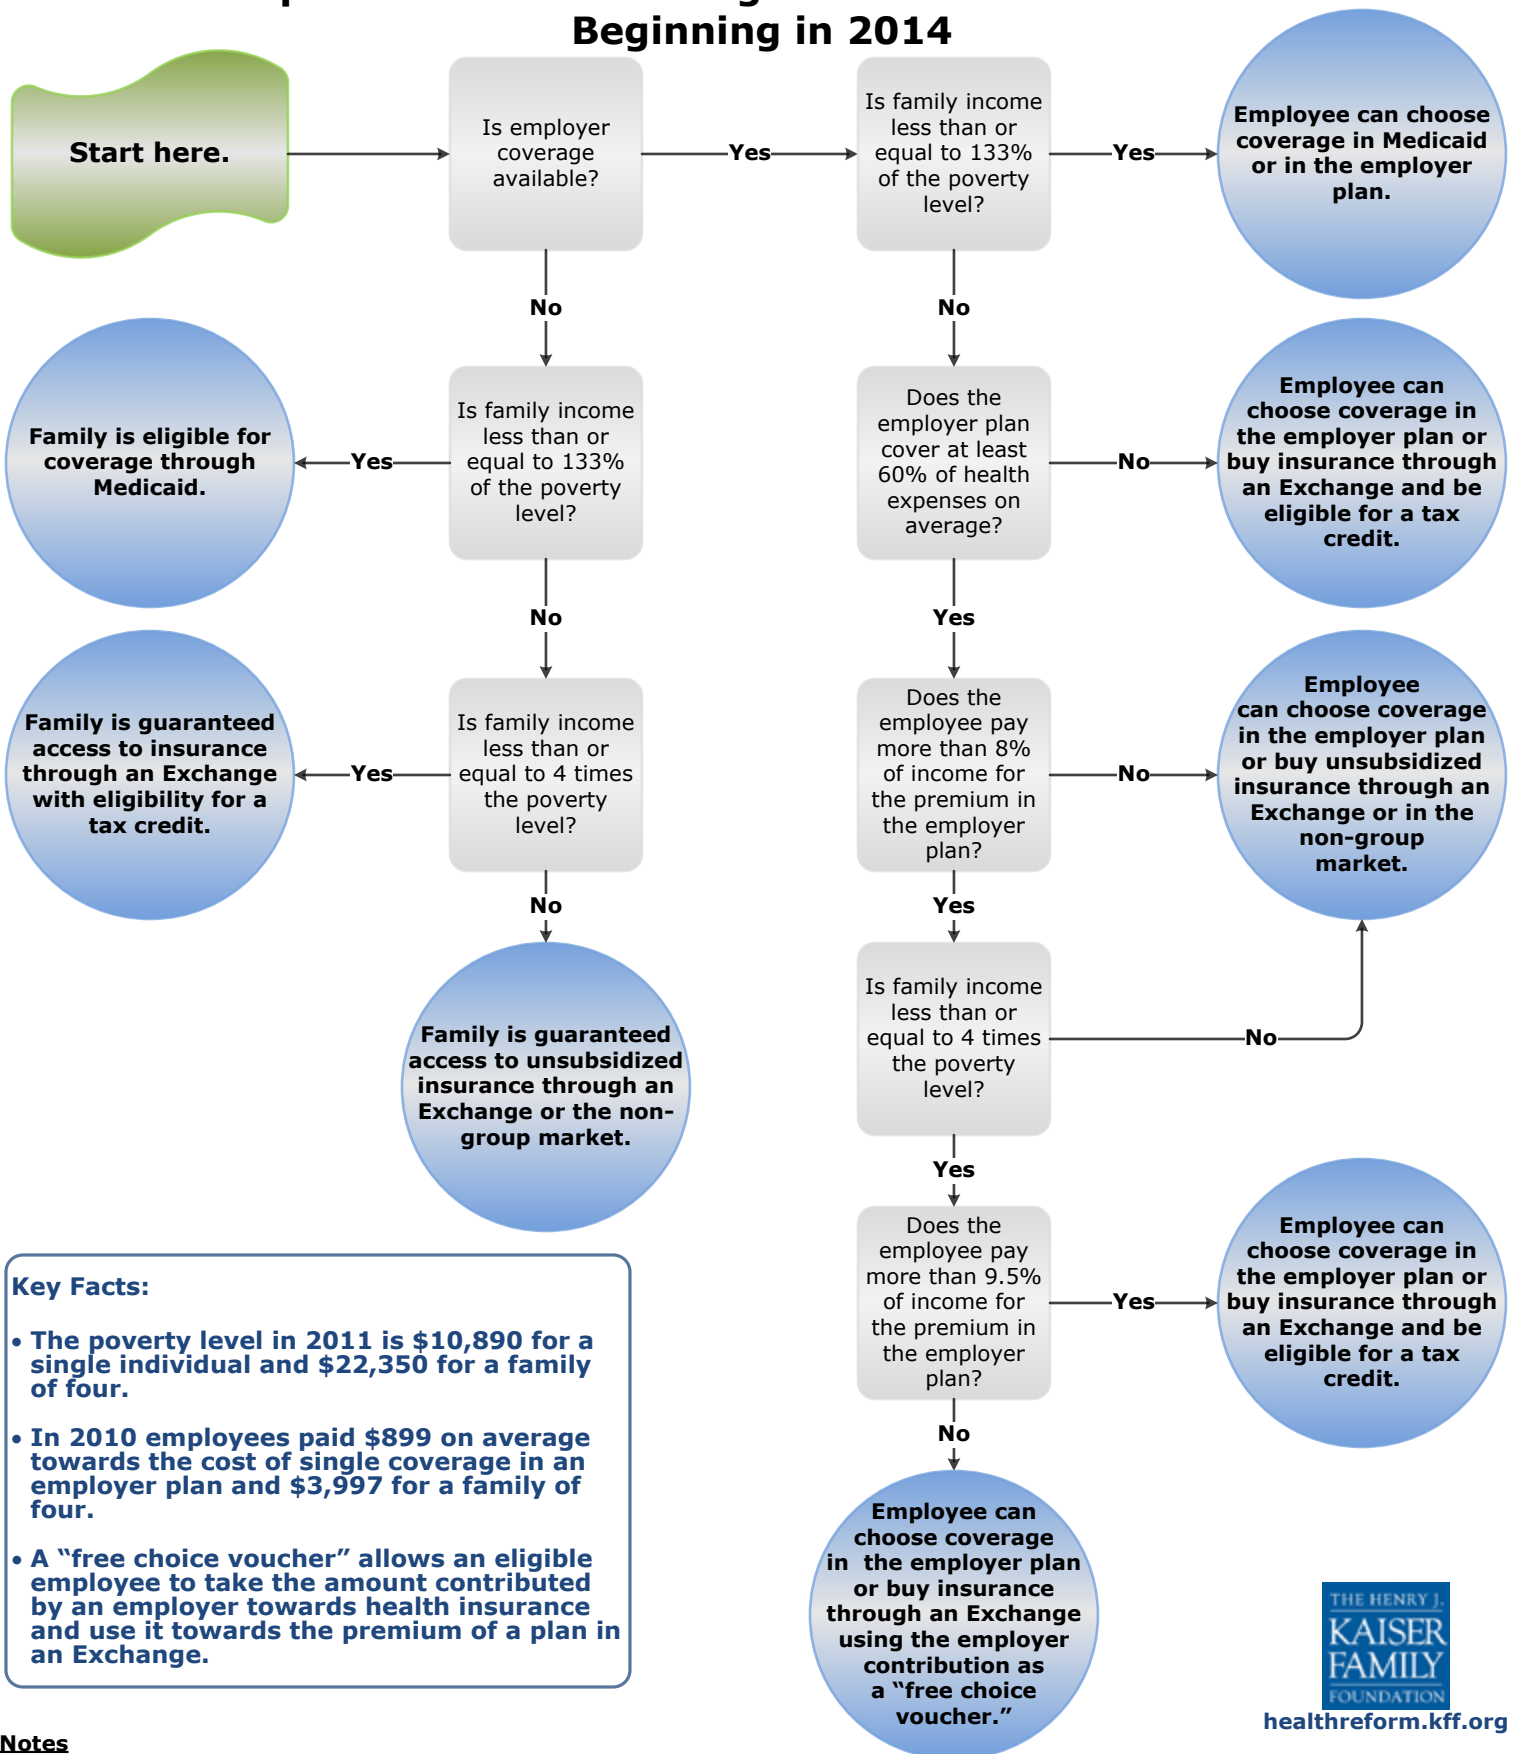 Beginning in 2014
Start here.
Is employer
coverage
available?
Yes
Is family income
less than or
equal to 133%
of the poverty
level?
Yes
Employee can choose
coverage in Medicaid
or in the employer
plan.
No
No
Family is eligible for
coverage through
Medicaid.
Yes
Is family income
less than or
equal to 133%
of the poverty
level?
Does the
employer plan
cover at least
60% of health
expenses on
average?
No
Employee can
choose coverage in
the employer plan or
buy insurance through
an Exchange and be
eligible for a tax
credit.
No
Yes
Family is guaranteed
access to insurance
through an Exchange
with eligibility for a
tax credit.
Yes
Is family income
less than or
equal to 4 times
the poverty
level?
Does the
employee pay
more than 8%
of income for
the premium in
the employer
plan?
No
Employee
can choose coverage
in the employer plan
or buy unsubsidized
insurance through an
Exchange or in the
non-group
market.
No
Yes
Family is guaranteed
access to unsubsidized
insurance through an
Exchange or the non-
group market.
Is family income
less than or
equal to 4 times
the poverty
level?
No
Yes
Does the
employee pay
more than 9.5%
of income for
the premium in
the employer
plan?
Yes
Employee can
choose coverage in
the employer plan or
buy insurance through
an Exchange and be
eligible for a tax
credit.
No
Employee can
choose coverage
in the employer plan
or buy insurance
through an Exchange
using the employer
contribution as
a “free choice
voucher.”
Key Facts:
• The poverty level in 2011 is $10,890 for a
single individual and $22,350 for a family
of four.
• In 2010 employees paid $899 on average
towards the cost of single coverage in an
employer plan and $3,997 for a family of
four.
• A “free choice voucher” allows an eligible
employee to take the amount contributed
by an employer towards health insurance
and use it towards the premium of a plan in
an Exchange.
THE HENRY J.
KAISER
FAMILY
FOUNDATION
healthreform.kff.org
Notes